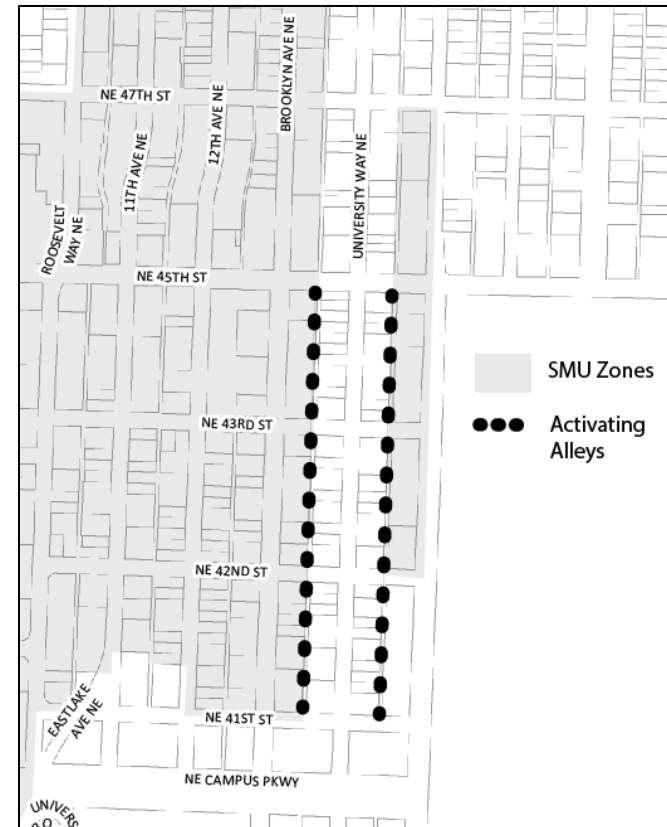 NE 47TH ST
BROOKLYN AVE NE
12TH AVE NE
11TH AVE NE
UNIVERSITY WAY NE
ROOSEVELT
WAY NE
NE 45TH ST
SMU Zones
Activating
Alleys
NE 43RD ST
NE 42ND ST
EASTLAKE
AVE NE
NE 41ST ST
NE CAMPUS PKWY
UNIVERS